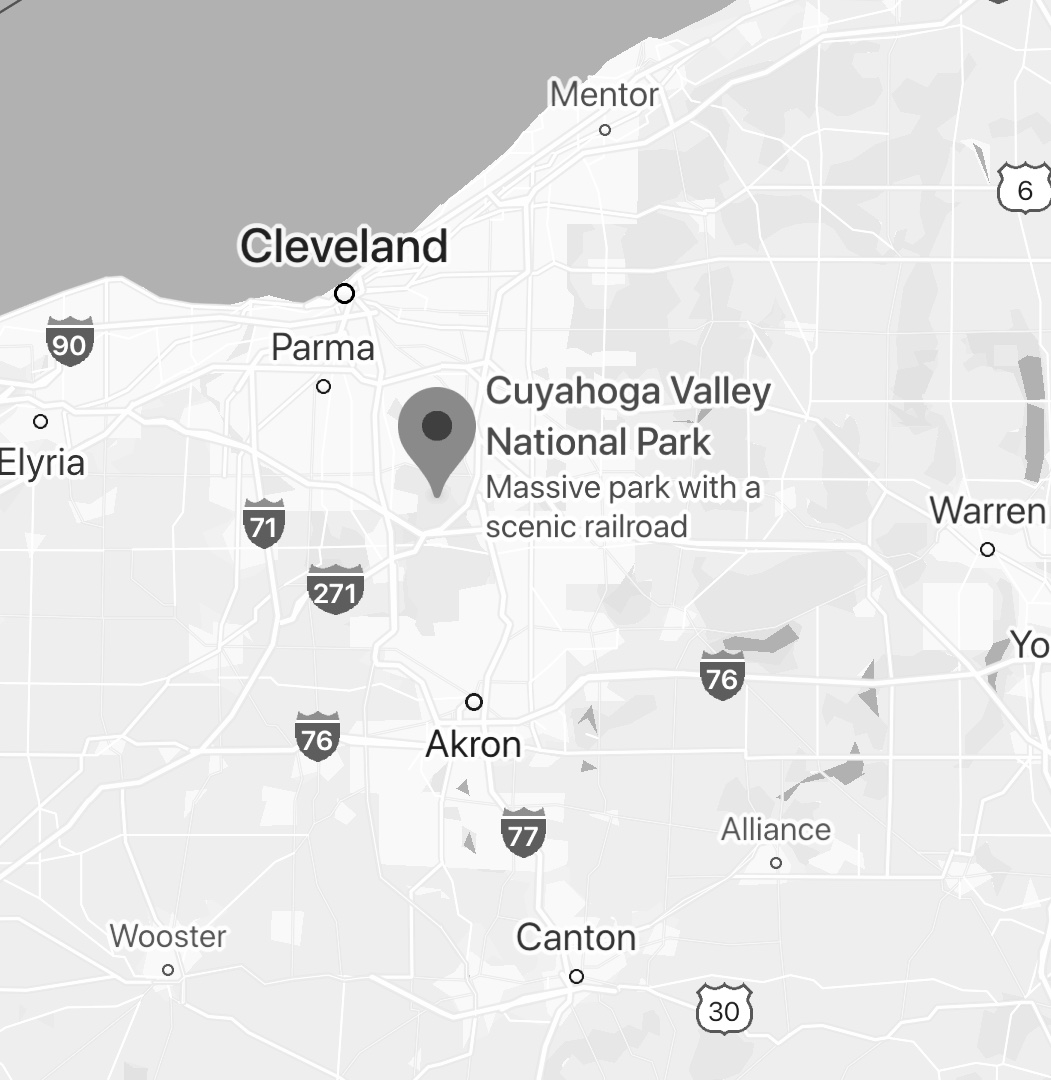 Mentor
6
Cleveland
90
Parma
Cuyahoga Valley
National Park
Massive park with a
scenic railroad
Elyria
71
Warren
271
Yo
76
76
Akron
77
Alliance
Wooster
Canton
30